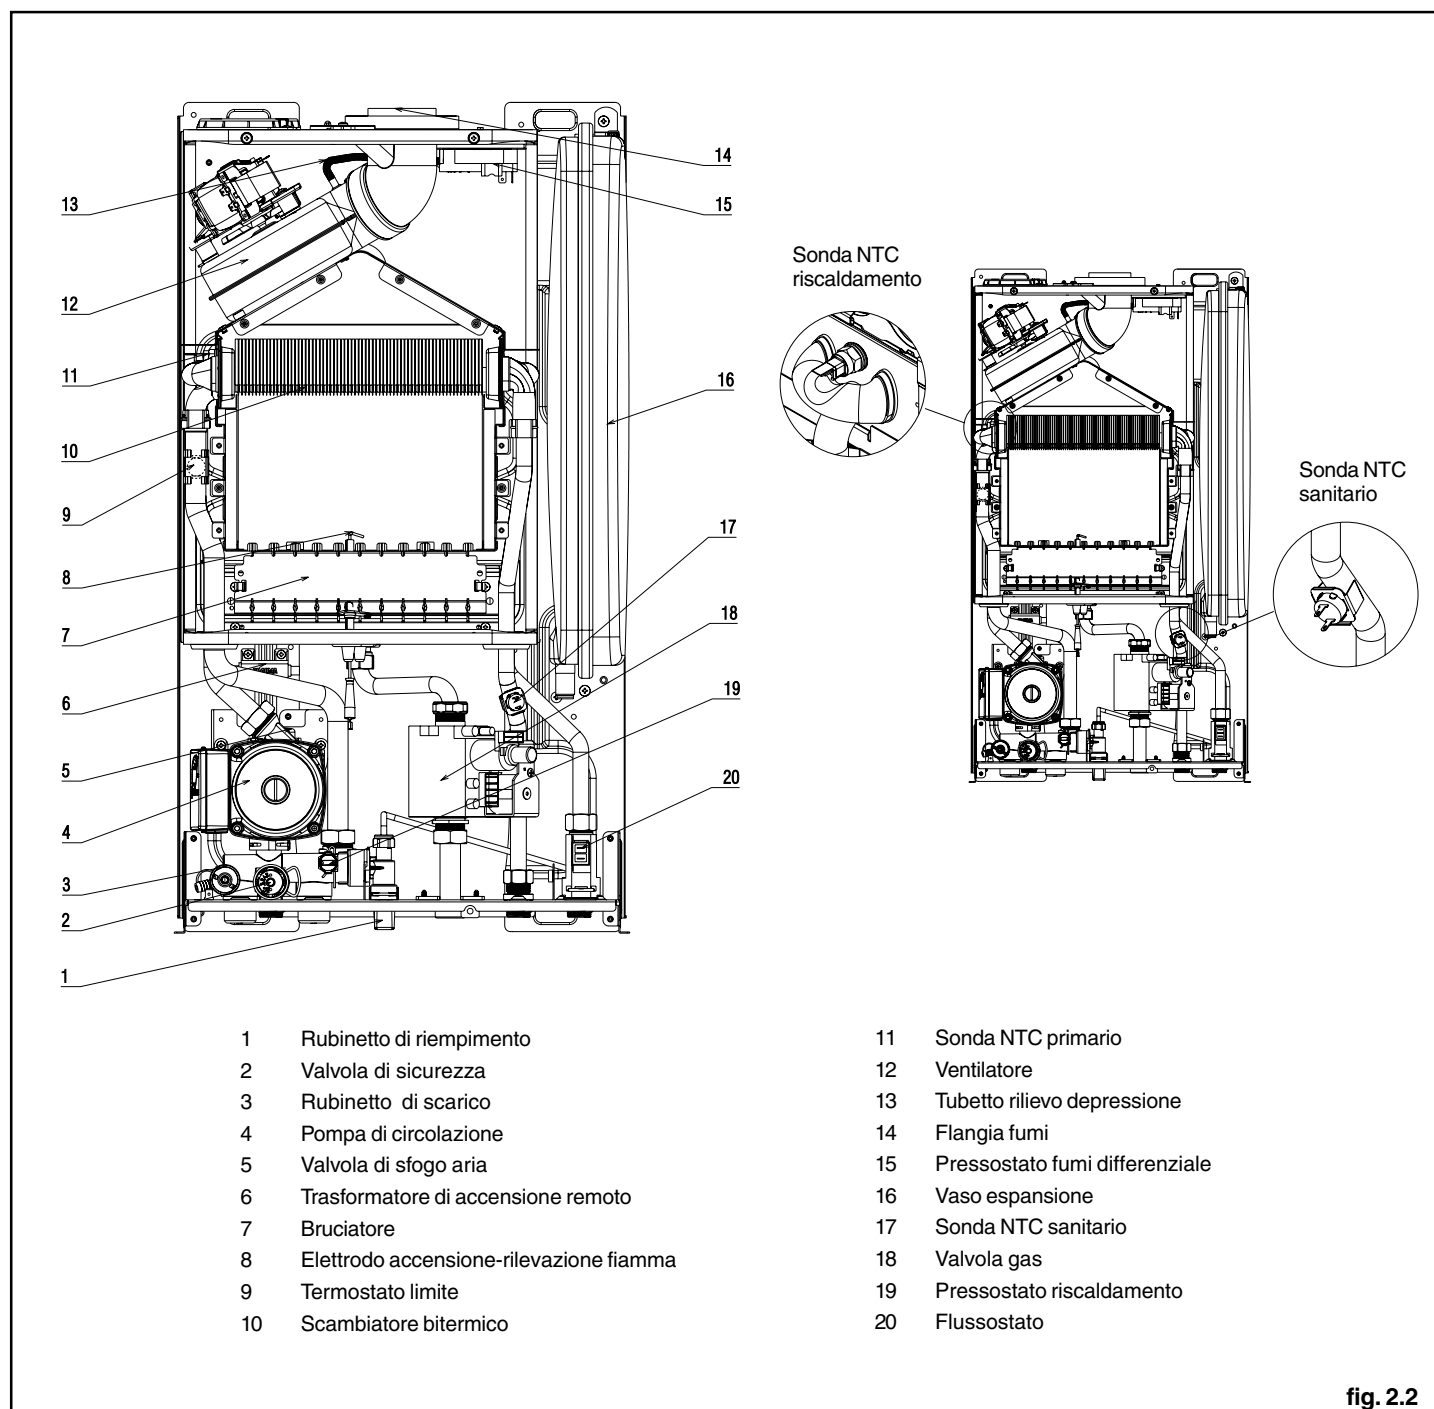 14
13
15
Sonda NTC
riscaldamento
12
11
16
10
Sonda NTC
sanitario
9
17
8
18
7
19
6
5
20
4
3
2
1
1 Rubinetto di riempimento
2 Valvola di sicurezza
3 Rubinetto di scarico
4 Pompa di circolazione
5 Valvola di sfogo aria
6 Trasformatore di accensione remoto
7 Bruciatore
8 Elettrodo accensione-rilevazione fiamma
9 Termostato limite
10 Scambiatore bitermico
11 Sonda NTC primario
12 Ventilatore
13 Tubetto rilievo depressione
14 Flangia fumi
15 Pressostato fumi differenziale
16 Vaso espansione
17 Sonda NTC sanitario
18 Valvola gas
19 Pressostato riscaldamento
20 Flussostato
fig. 2.2